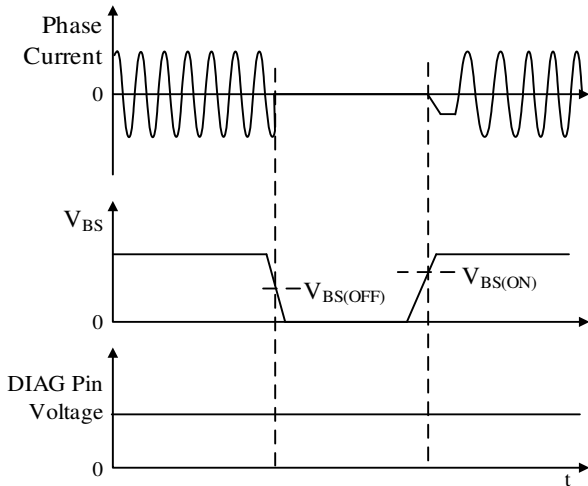 Phase
Current
0
V_BS
V_BS(OFF)
V_BS(ON)
0
DIAG Pin
Voltage
0
t